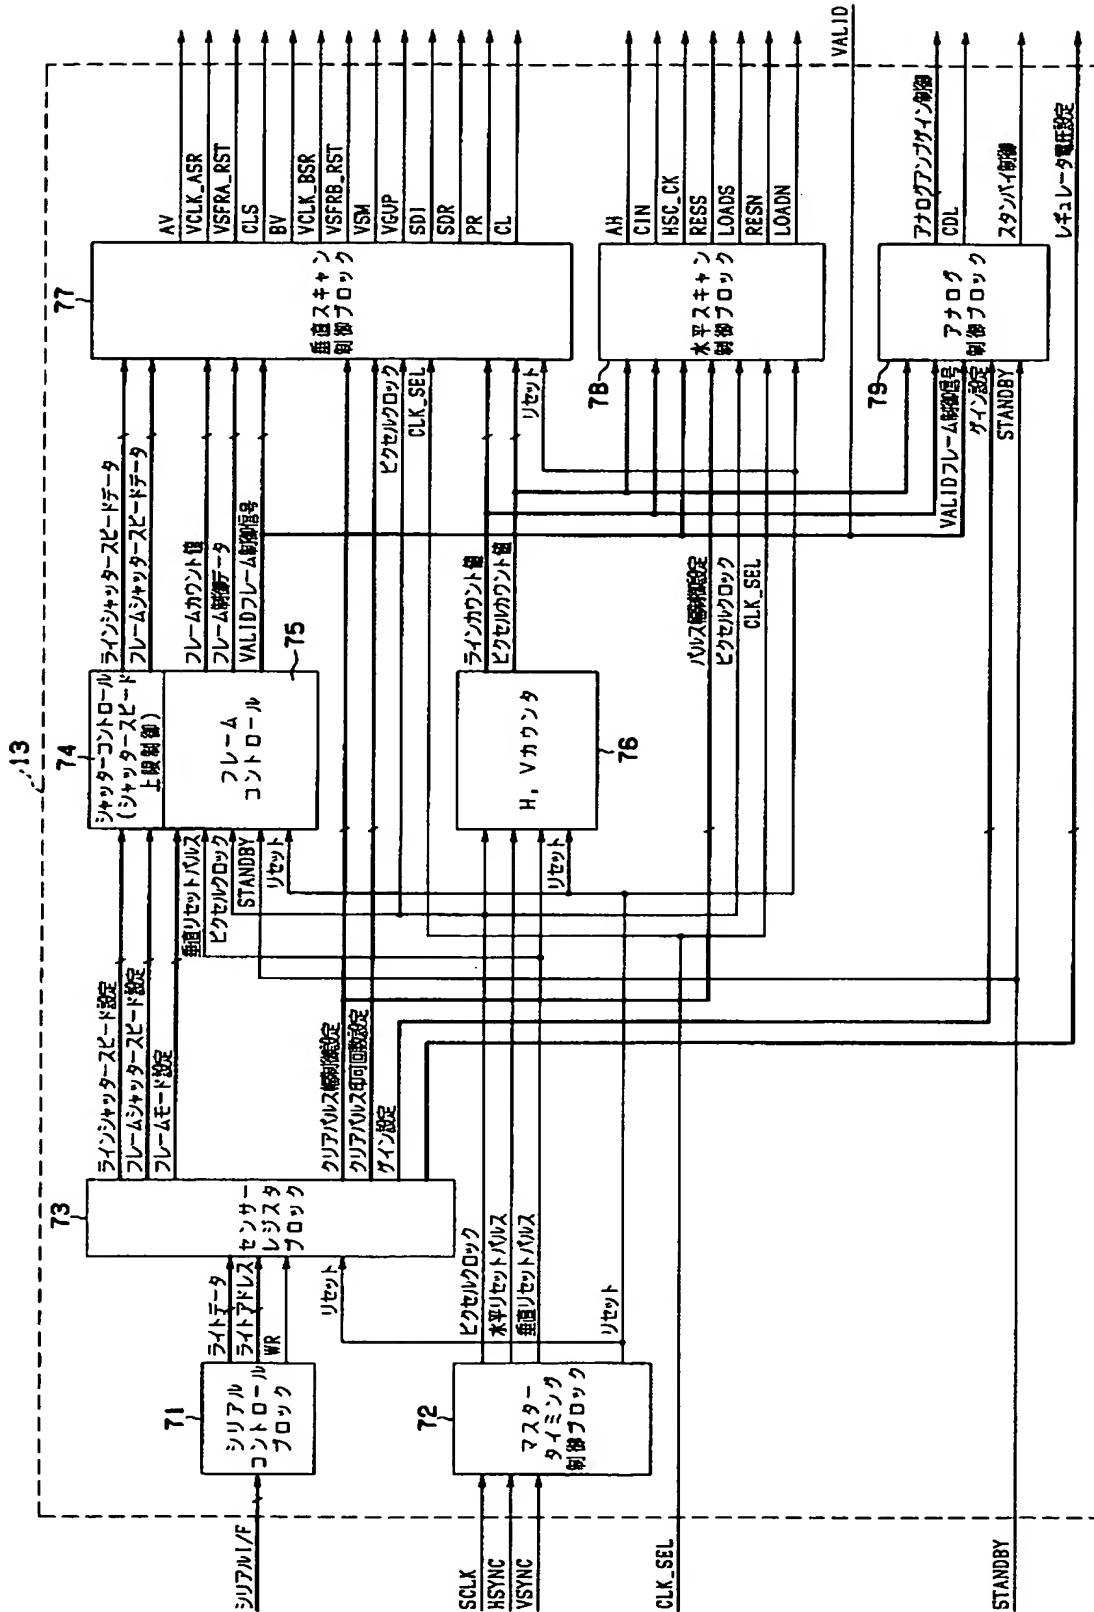 13
シリアルI/F
SCLK
HSYNC
VSYNC
CLK_SEL
STANDBY
71
シリアル
コントロール
ブロック
ライトデータ
ライトアドレス
WR
72
マスター
タイミング
制御ブロック
リセット
ピクセルクロック
水平リセットパルス
垂直リセットパルス
リセット
73
センサー
レジスタ
ブロック
ラインシャッタースピード設定
フレームシャッタースピード設定
フレームモード設定
クリアパルス幅制御設定
クリアパルス印可回数設定
ゲイン設定
74
シャッターコントロール
(シャッタースピード
上限制御)
垂直リセットパルス
ピクセルクロック
STANDBY
リセット
フレーム
コントロール
75
ラインシャッタースピードデータ
フレームシャッタースピードデータ
フレームカウント値
フレーム制御データ
VALIDフレーム制御信号
H, Vカウンタ
76
リセット
ラインカウント値
ピクセルカウント値
パルス幅制御設定
ピクセルクロック
CLK_SEL
77
垂直スキャン
制御ブロック
ピクセルクロック
CLK_SEL
リセット
AV
VCLK_ASR
VSFRA_RST
CLS
BV
VCLK_BSR
VSFRB_RST
VSM
VGUP
SDI
SDR
PR
CL
78
水平スキャン
制御ブロック
AH
CIN
HSC_CK
RESS
LOADS
RESN
LOADN
VALID
79
アナログ
制御ブロック
VALIDフレーム制御信号
ゲイン設定
STANDBY
アナログアンプゲイン制御
CDL
スタンバイ制御
レギュレータ電圧設定